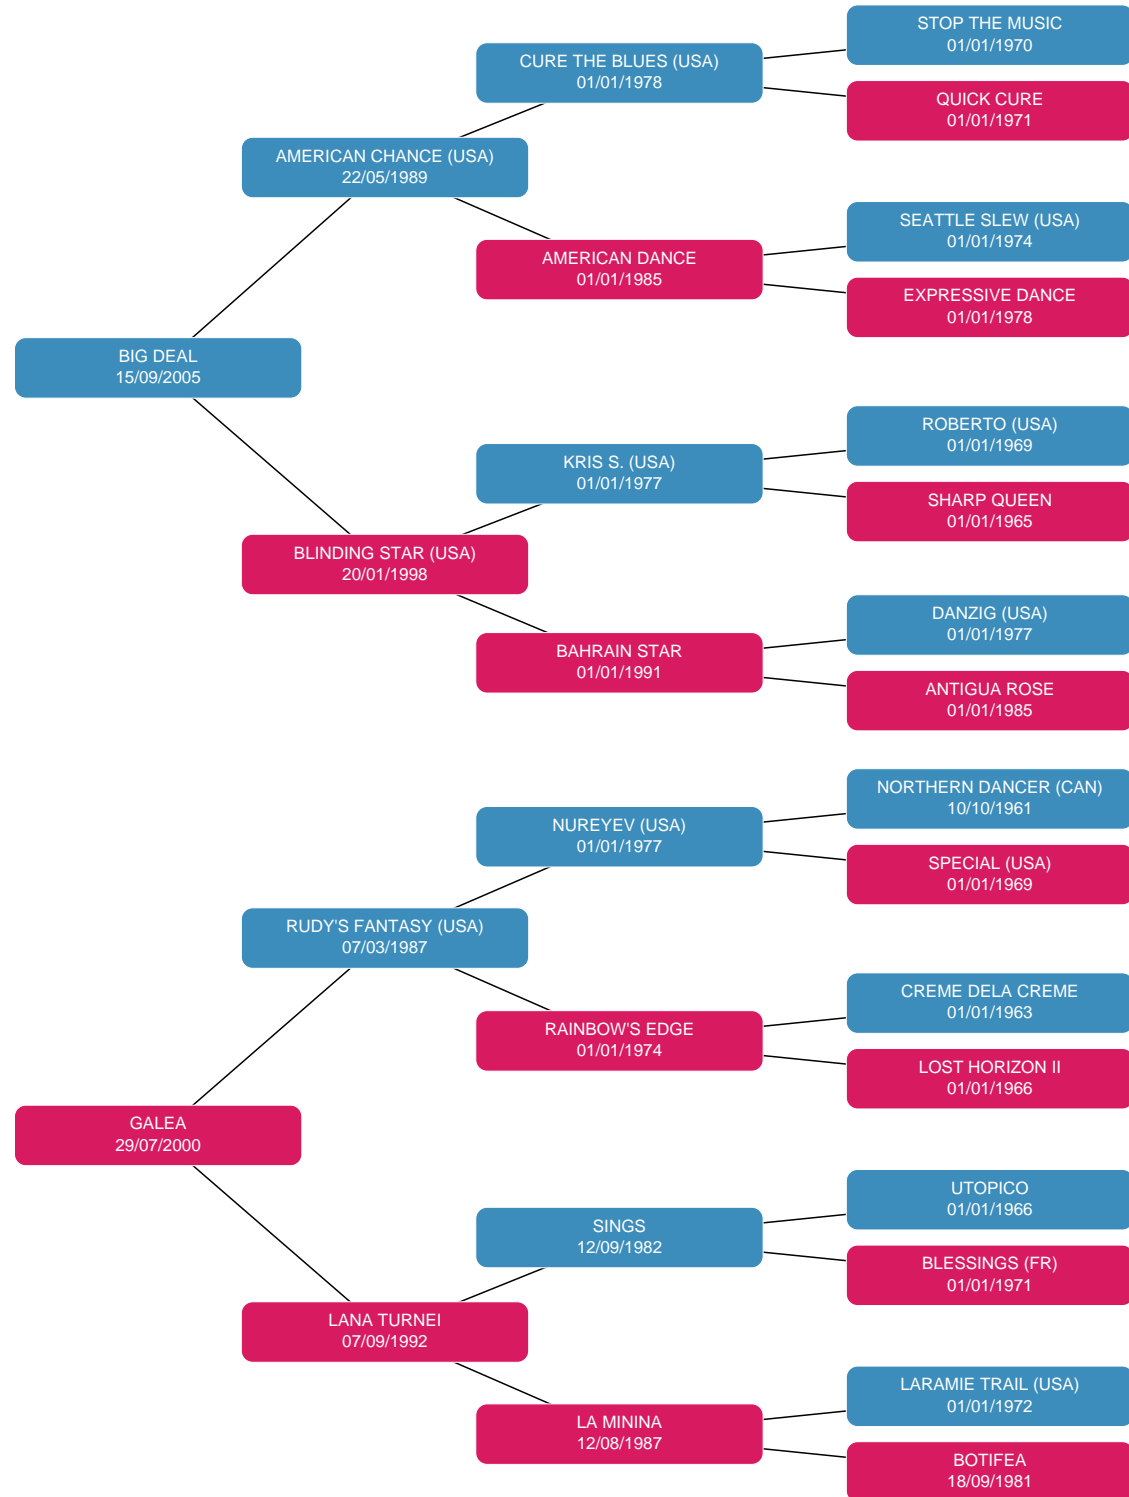 STOP THE MUSIC
01/01/1970
CURE THE BLUES (USA)
01/01/1978
QUICK CURE
01/01/1971
AMERICAN CHANCE (USA)
22/05/1989
SEATTLE SLEW (USA)
01/01/1974
AMERICAN DANCE
01/01/1985
EXPRESSIVE DANCE
01/01/1978
BIG DEAL
15/09/2005
ROBERTO (USA)
01/01/1969
KRIS S. (USA)
01/01/1977
SHARP QUEEN
01/01/1965
BLINDING STAR (USA)
20/01/1998
DANZIG (USA)
01/01/1977
BAHRAIN STAR
01/01/1991
ANTIGUA ROSE
01/01/1985
NORTHERN DANCER (CAN)
10/10/1961
NUREYEV (USA)
01/01/1977
SPECIAL (USA)
01/01/1969
RUDY'S FANTASY (USA)
07/03/1987
CREME DELA CREME
01/01/1963
RAINBOW'S EDGE
01/01/1974
LOST HORIZON II
01/01/1966
GALEA
29/07/2000
UTOPICO
01/01/1966
SINGS
12/09/1982
BLESSINGS (FR)
01/01/1971
LANA TURNEI
07/09/1992
LARAMIE TRAIL (USA)
01/01/1972
LA MININA
12/08/1987
BOTIFEA
18/09/1981